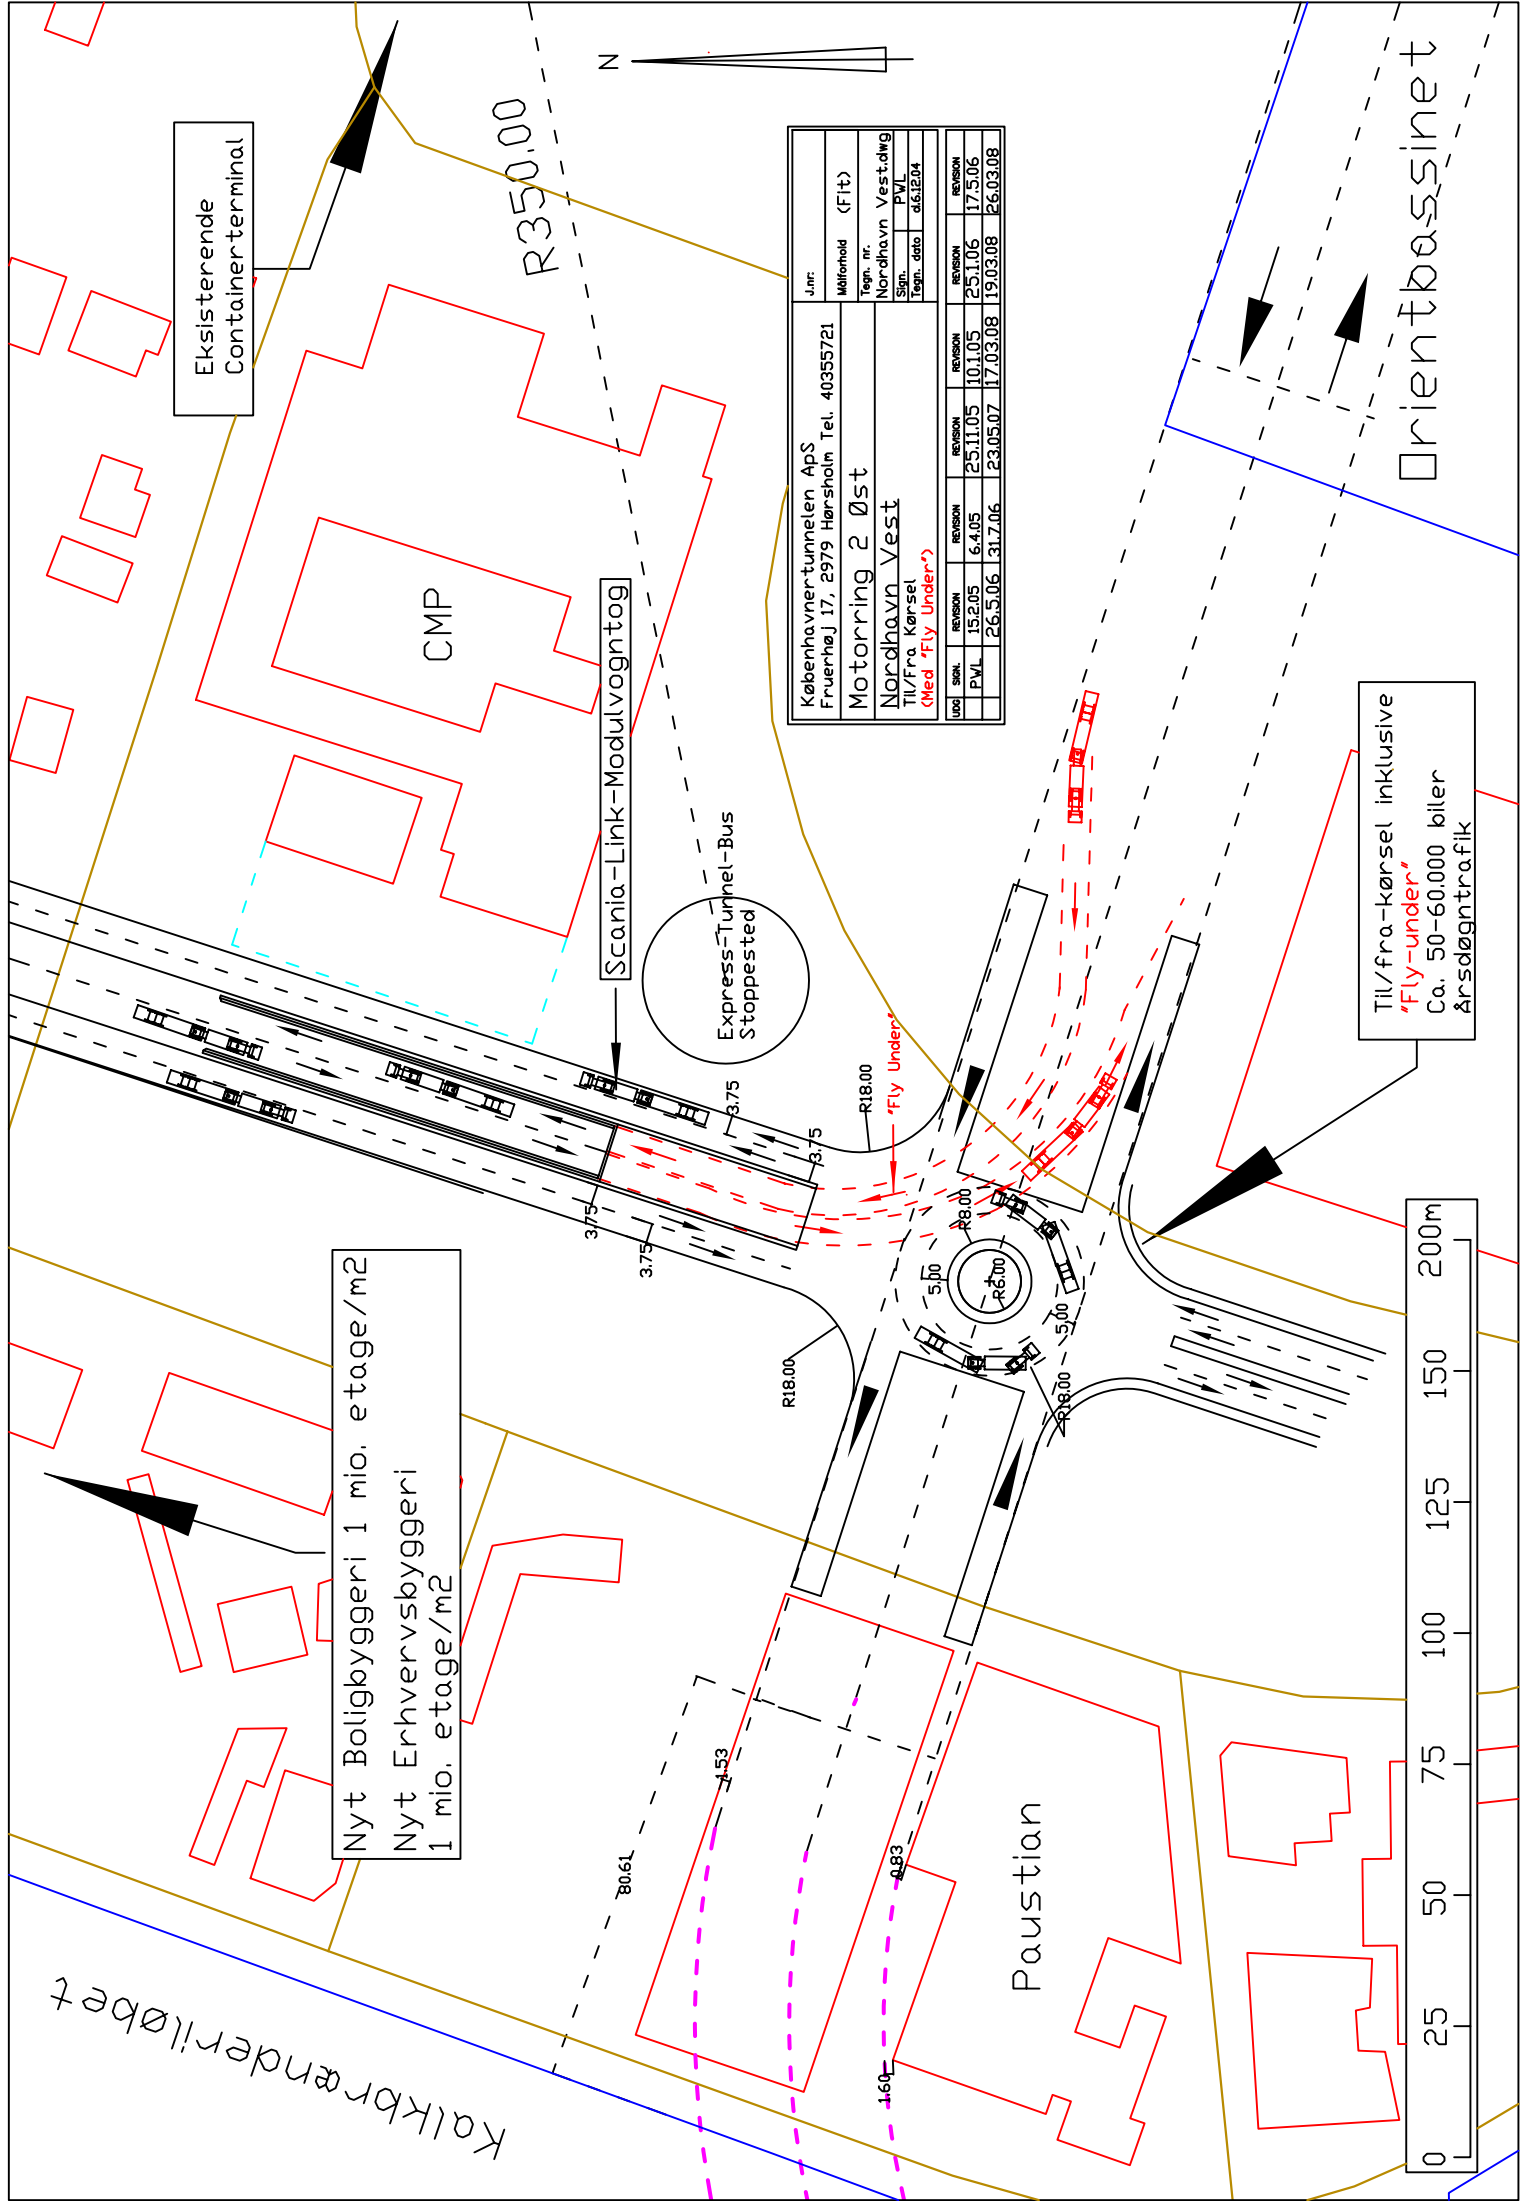 Kalkbrænderiløbet
Nyt Boligbyggeri 1 mio. etage/m2
Nyt Erhvervsbyggeri
1 mio. etage/m2
Eksisterende
Containerterminal
CMP
R350.00
N
Scania-Link-Modulvogntog
Express-Tunnel-Bus
Stoppested
"Fly Under"
3.75
3.75
3.75
3.75
R18.00
R18.00
R18.00
R8.00
R6.00
5.00
5.00
80.61
1.53
0.83
1.60
Paustian
Københavnertunnelen ApS
Fruerhøj 17, 2979 Hørsholm Tel. 40355721
Motorring 2 Øst
Nordhavn Vest
Til/Fra Kørsel
(Med "Fly Under")
J.nr:
Målforhold (Fit)
Tegn. nr.
Nordhavn Vest.dwg
Sign. PWL
Tegn. dato d.6.12.04
UDG SIGN. REVISION REVISION REVISION REVISION REVISION REVISION
PWL 15.2.05 6.4.05 25.11.05 10.1.05 25.1.06 17.5.06
26.5.06 31.7.06 23.05.07 17.03.08 19.03.08 26.03.08
Orientbassinet
Til/fra-kørsel inklusive
"Fly-under"
Ca. 50-60.000 biler
Årsdøgntrafik
0 25 50 75 100 125 150 200m